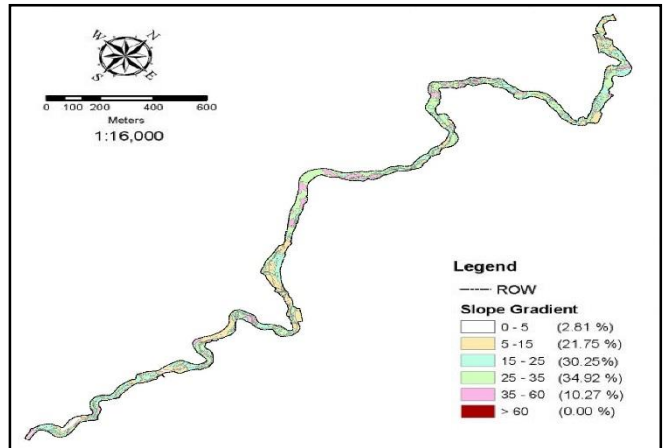 W N
S E
0 100 200 400 600
Meters
1:16,000
Legend
ROW
Slope Gradient
0 - 5 (2.81 %)
5 -15 (21.75 %)
15 - 25 (30.25%)
25 - 35 (34.92 %)
35 - 60 (10.27 %)
> 60 (0.00 %)